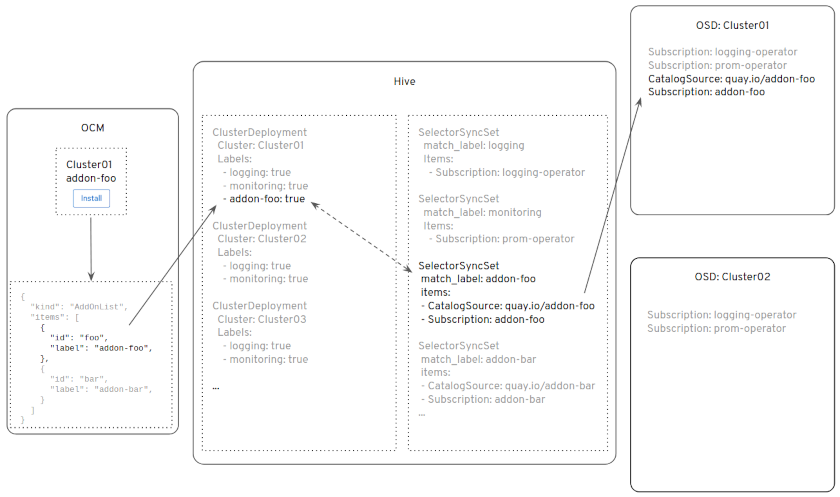 OCM
Cluster01
addon-foo
Install
{
"kind": "AddOnList",
"items": [
{
"id": "foo",
"label": "addon-foo",
},
{
"id": "bar",
"label": "addon-bar",
}
]
}
Hive
ClusterDeployment
Cluster: Cluster01
Labels:
- logging: true
- monitoring: true
- addon-foo: true
ClusterDeployment
Cluster: Cluster02
Labels:
- logging: true
- monitoring: true
ClusterDeployment
Cluster: Cluster03
Labels:
- logging: true
- monitoring: true
...
SelectorSyncSet
match_label: logging
Items:
- Subscription: logging-operator
SelectorSyncSet
match_label: monitoring
Items:
- Subscription: prom-operator
SelectorSyncSet
match_label: addon-foo
items:
- CatalogSource: quay.io/addon-foo
- Subscription: addon-foo
SelectorSyncSet
match_label: addon-bar
items:
- CatalogSource: quay.io/addon-bar
- Subscription: addon-bar
...
OSD: Cluster01
Subscription: logging-operator
Subscription: prom-operator
CatalogSource: quay.io/addon-foo
Subscription: addon-foo
OSD: Cluster02
Subscription: logging-operator
Subscription: prom-operator